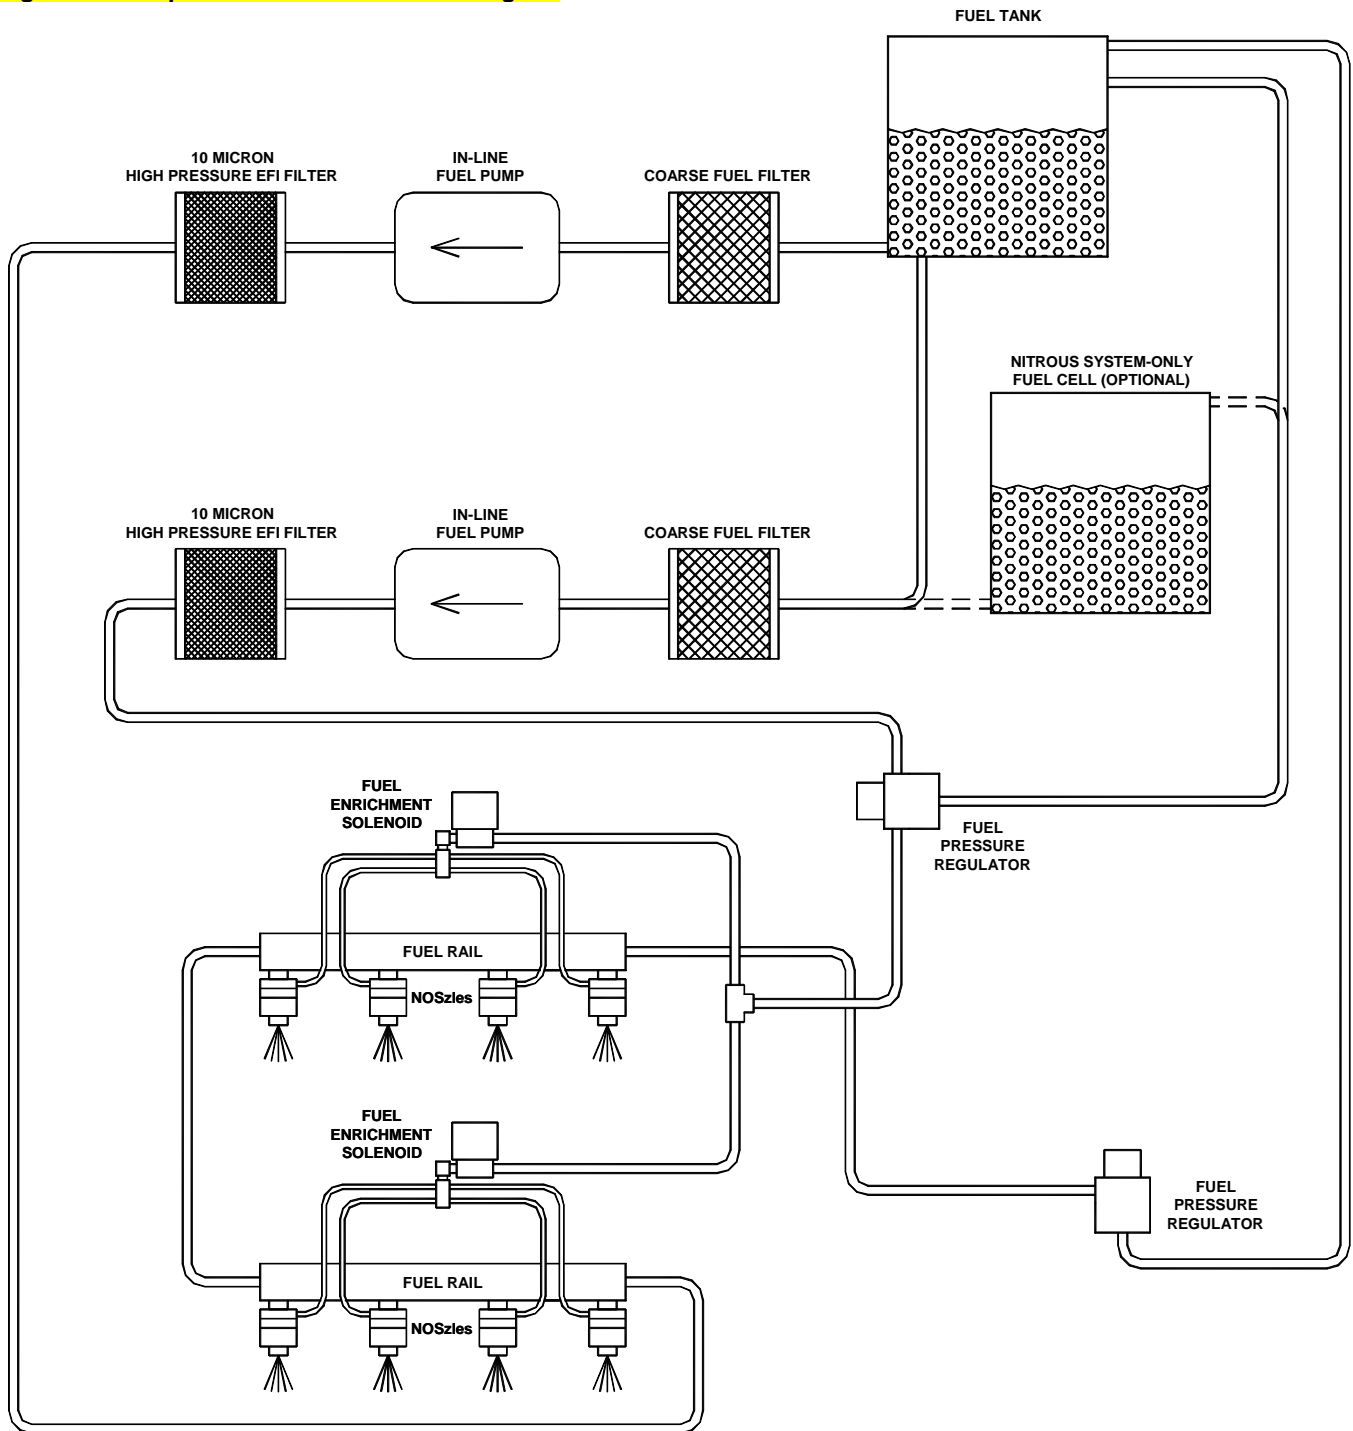 FUEL TANK
10 MICRON
HIGH PRESSURE EFI FILTER
IN-LINE
FUEL PUMP
COARSE FUEL FILTER
NITROUS SYSTEM-ONLY
FUEL CELL (OPTIONAL)
10 MICRON
HIGH PRESSURE EFI FILTER
IN-LINE
FUEL PUMP
COARSE FUEL FILTER
FUEL
ENRICHMENT
SOLENOID
FUEL
PRESSURE
REGULATOR
FUEL RAIL
NOSzles
FUEL
ENRICHMENT
SOLENOID
FUEL
PRESSURE
REGULATOR
FUEL RAIL
NOSzles